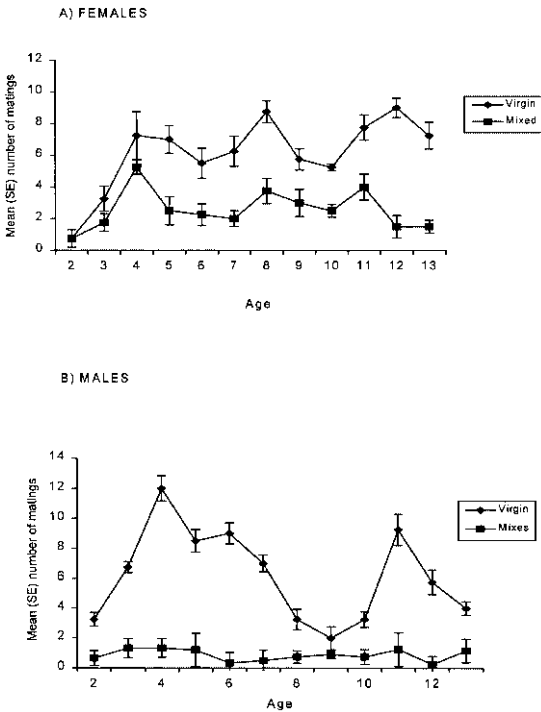 A) FEMALES
Mean (SE) number of matings
12
10
8
6
4
2
0
2 3 4 5 6 7 8 9 10 11 12 13
Age
Virgin
Mixed
B) MALES
Mean (SE) number of matings
14
12
10
8
6
4
2
0
2 4 6 8 10 12
Age
Virgin
Mixes